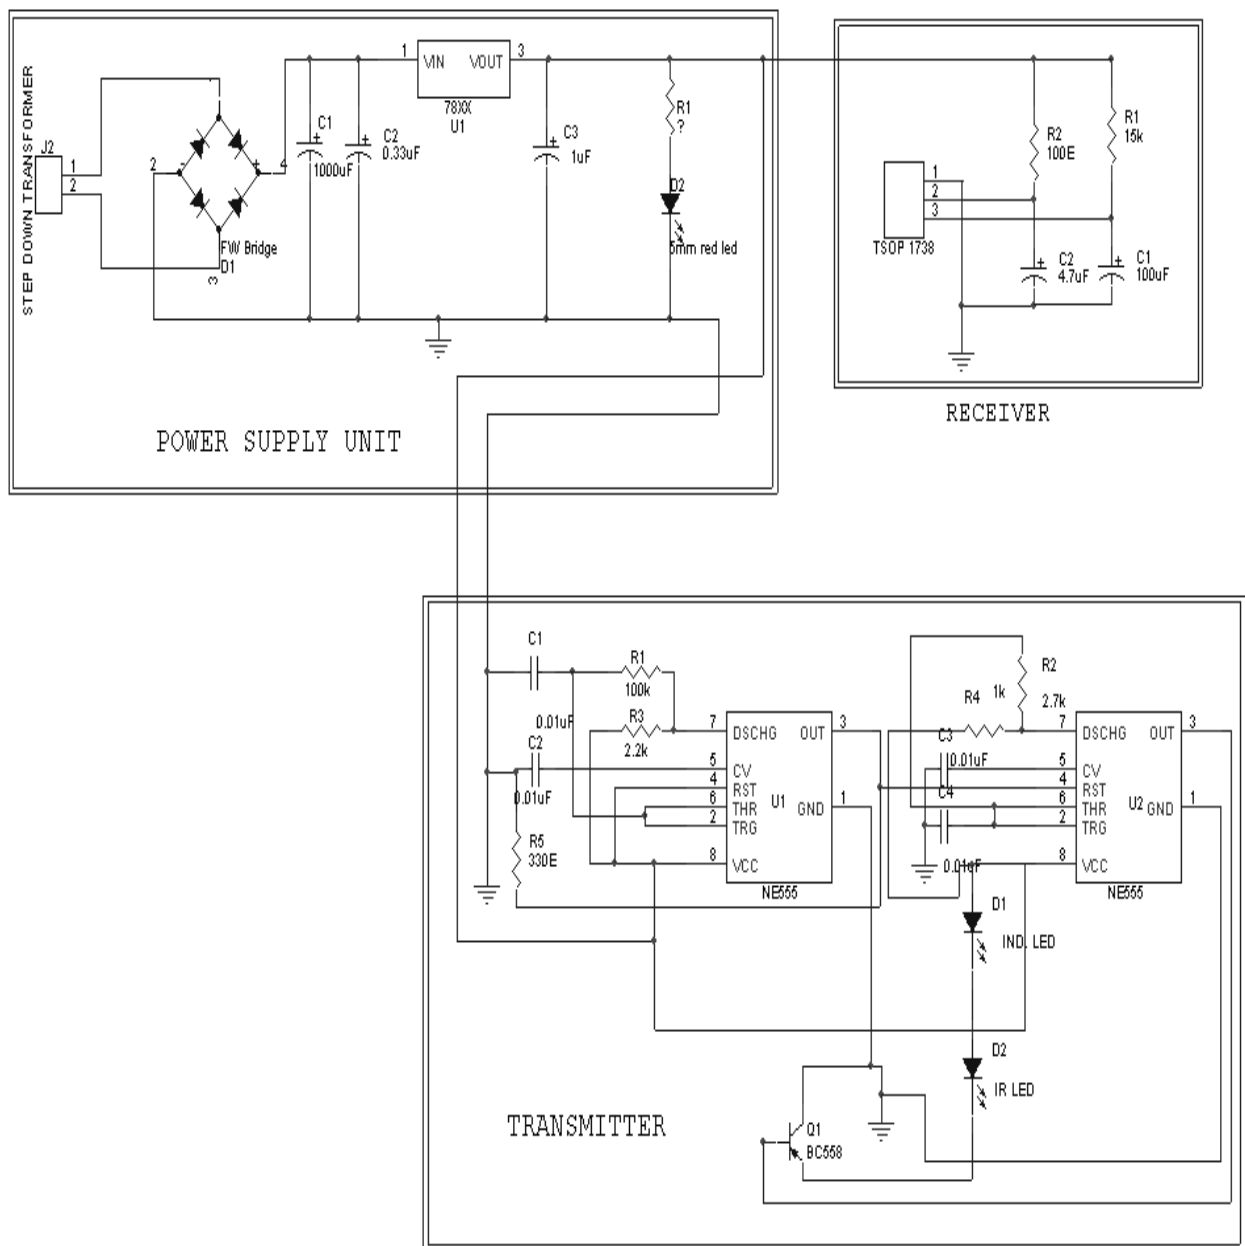 STEP DOWN TRANSFORMER
J2
1
2
2
-
+
4
3
FW Bridge
D1
C1
1000uF
C2
0.33uF
1
VIN
VOUT
3
78XX
U1
C3
1uF
R1
?
D2
5mm red led
POWER SUPPLY UNIT
R2
100E
R1
15k
1
2
3
TSOP 1738
C2
4.7uF
C1
100uF
RECEIVER
C1
0.01uF
R1
100k
R3
2.2k
C2
0.01uF
R5
330E
7
DSCHG
OUT
3
5
CV
4
RST
6
THR
U1
GND
1
2
TRG
8
VCC
NE555
R2
2.7k
R4
1k
C3
0.01uF
C4
0.01uF
7
DSCHG
OUT
3
5
CV
4
RST
6
THR
U2
GND
1
2
TRG
8
VCC
NE555
D1
IND. LED
D2
IR LED
Q1
BC558
TRANSMITTER